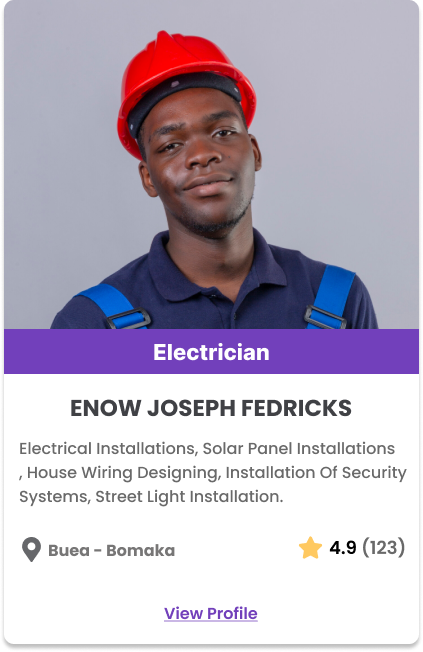 Electrician
ENOW JOSEPH FEDRICKS
Electrical Installations, Solar Panel Installations
, House Wiring Designing, Installation Of Security
Systems, Street Light Installation.
Buea - Bomaka
4.9 (123)
View Profile